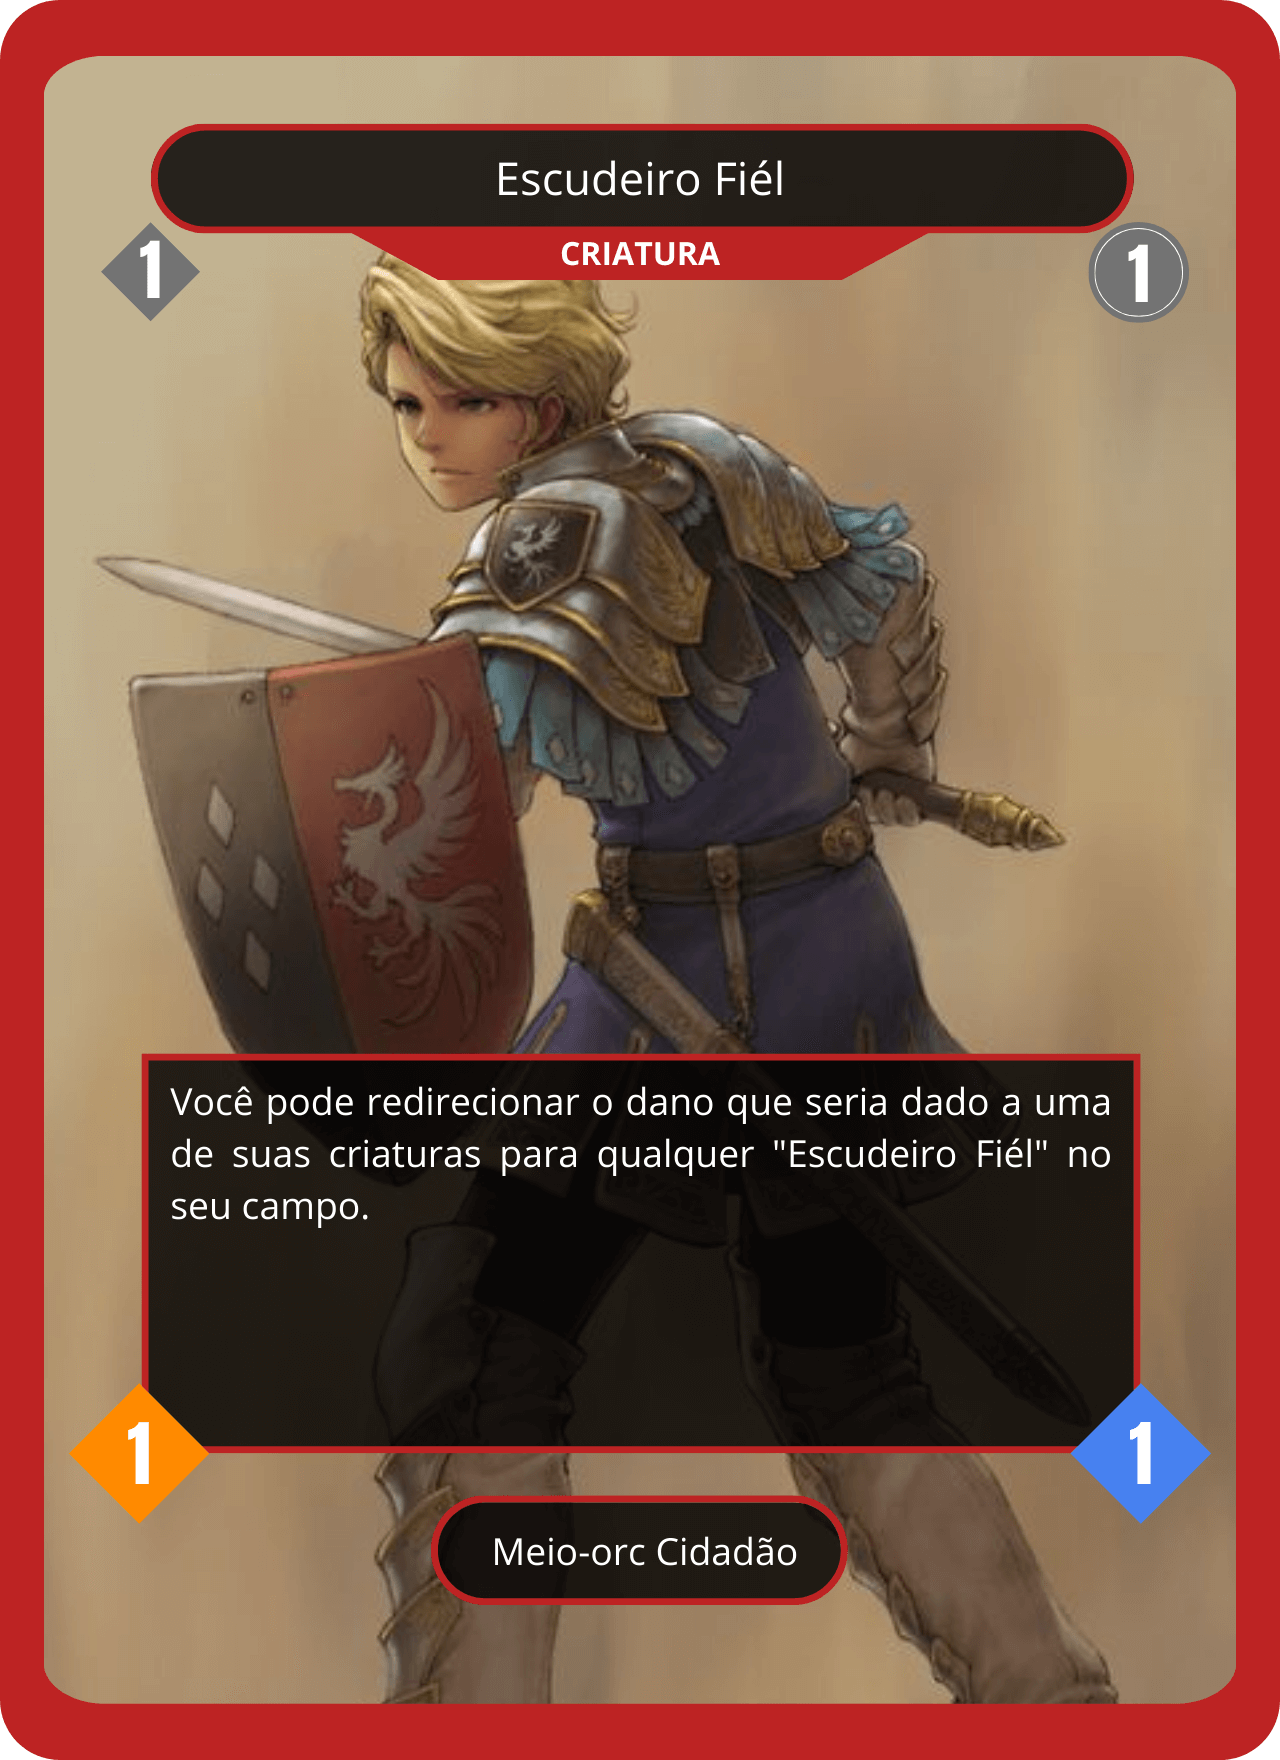 Escudeiro Fiél
CRIATURA
1
1
Você pode redirecionar o dano que seria dado a uma
de suas criaturas para qualquer "Escudeiro Fiél" no
seu campo.
1
1
Meio-orc Cidadão